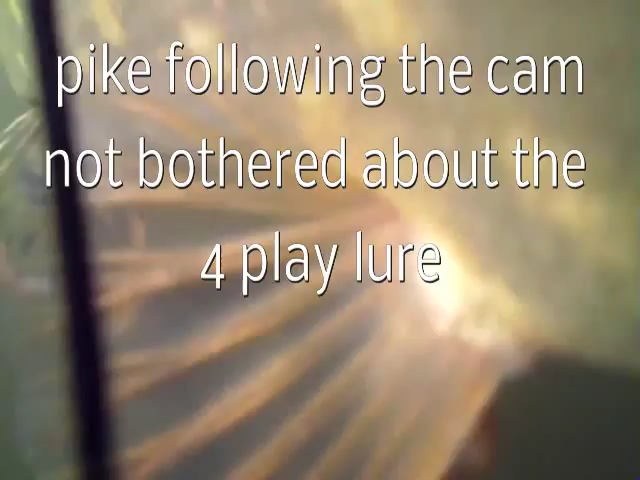 pike following the cam
not bothered about the
4 play lure